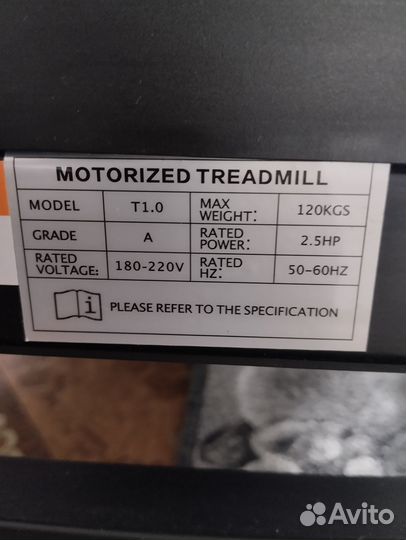 MOTORIZED TREADMILL
MODEL T1.0 MAX WEIGHT: 120KGS
GRADE A RATED POWER: 2.5HP
RATED VOLTAGE: 180-220V RATED HZ: 50-60HZ
i PLEASE REFER TO THE SPECIFICATION
Avito